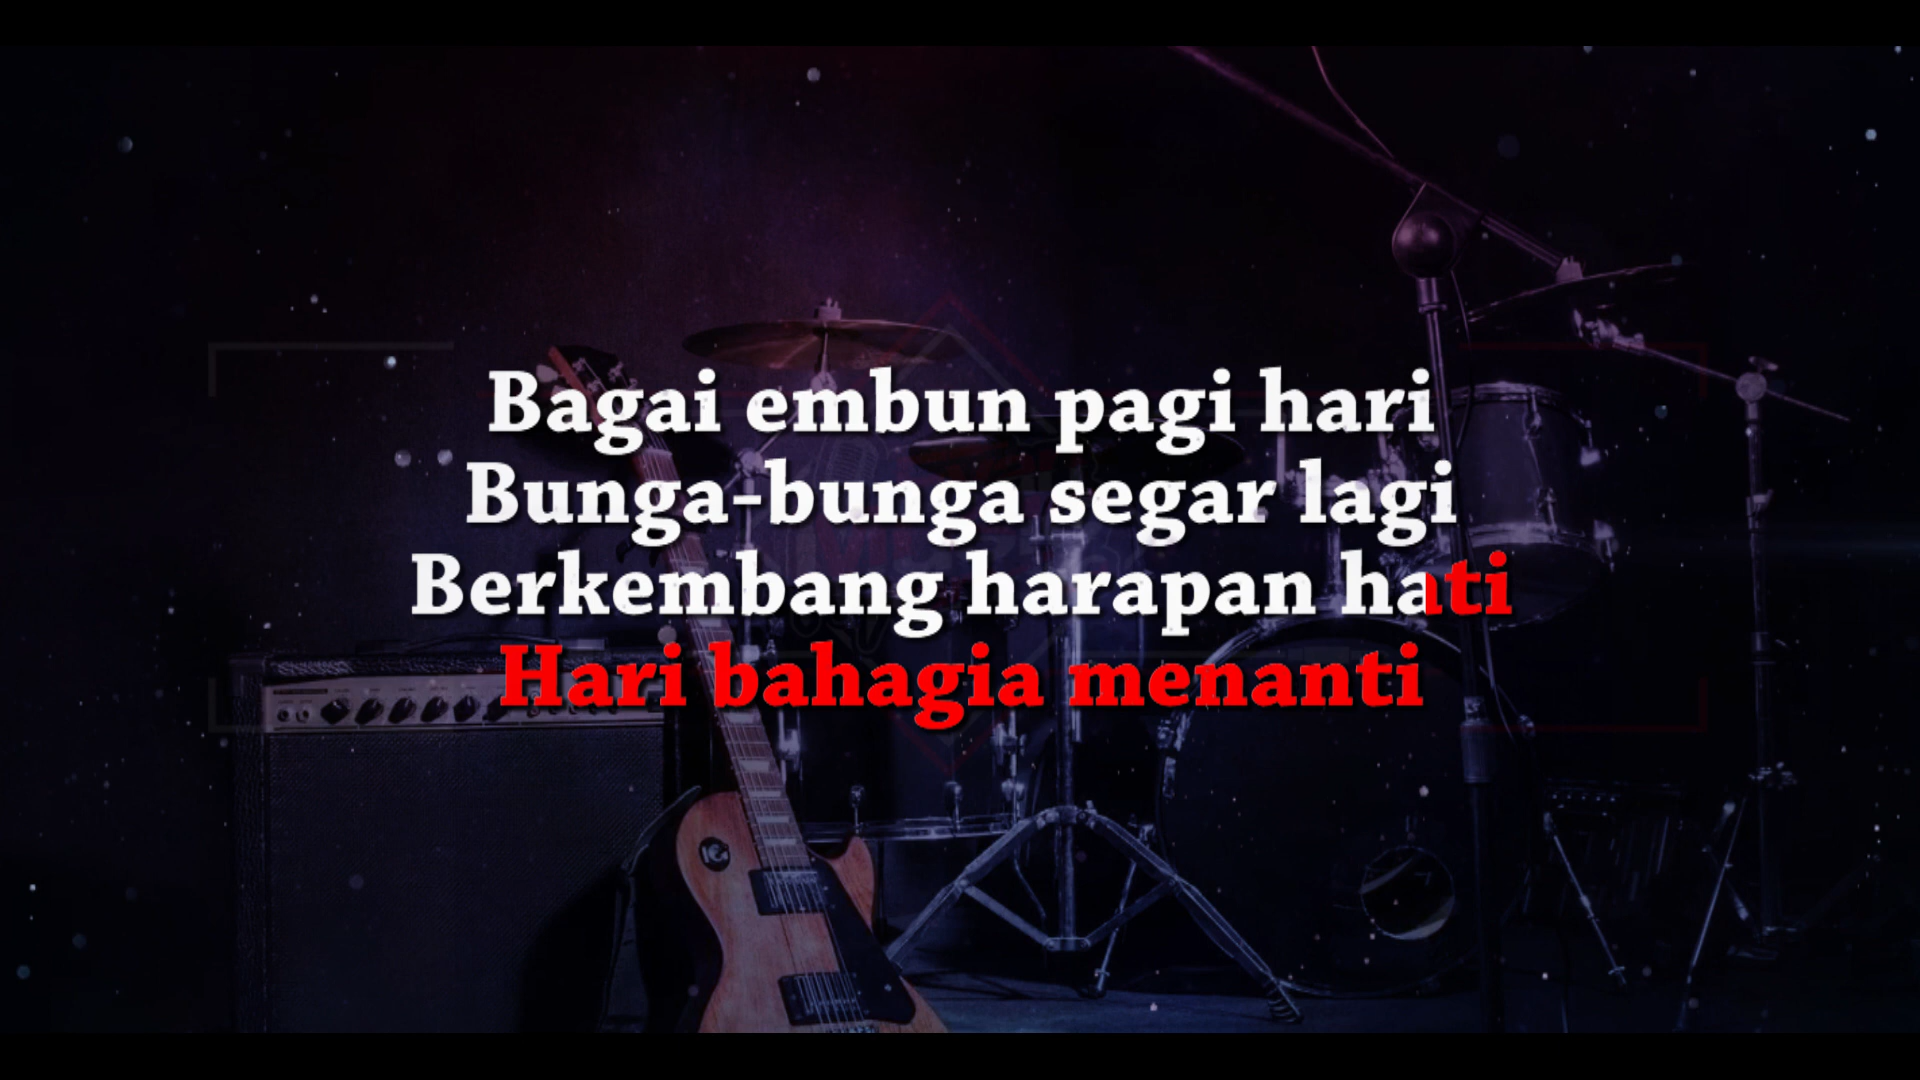 Bagai embun pagi hari
Bunga-bunga segar lagi
Berkembang harapan hati
Hari bahagia menanti